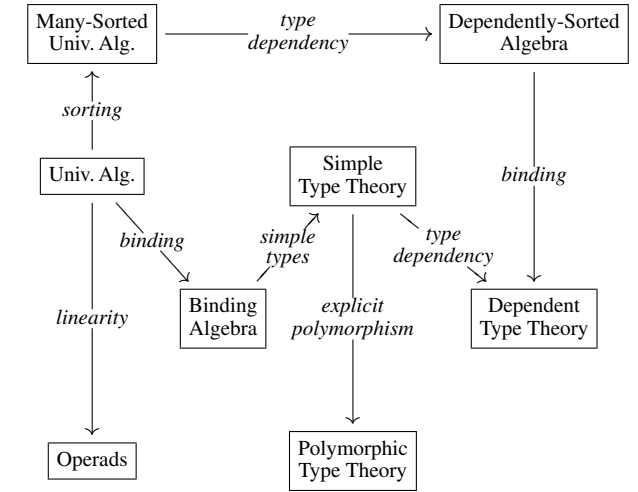 Many-Sorted
Univ. Alg.
type
dependency
Dependently-Sorted
Algebra
sorting
Univ. Alg.
Simple
Type Theory
binding
binding
simple
types
type
dependency
linearity
Binding
Algebra
explicit
polymorphism
Dependent
Type Theory
Operads
Polymorphic
Type Theory